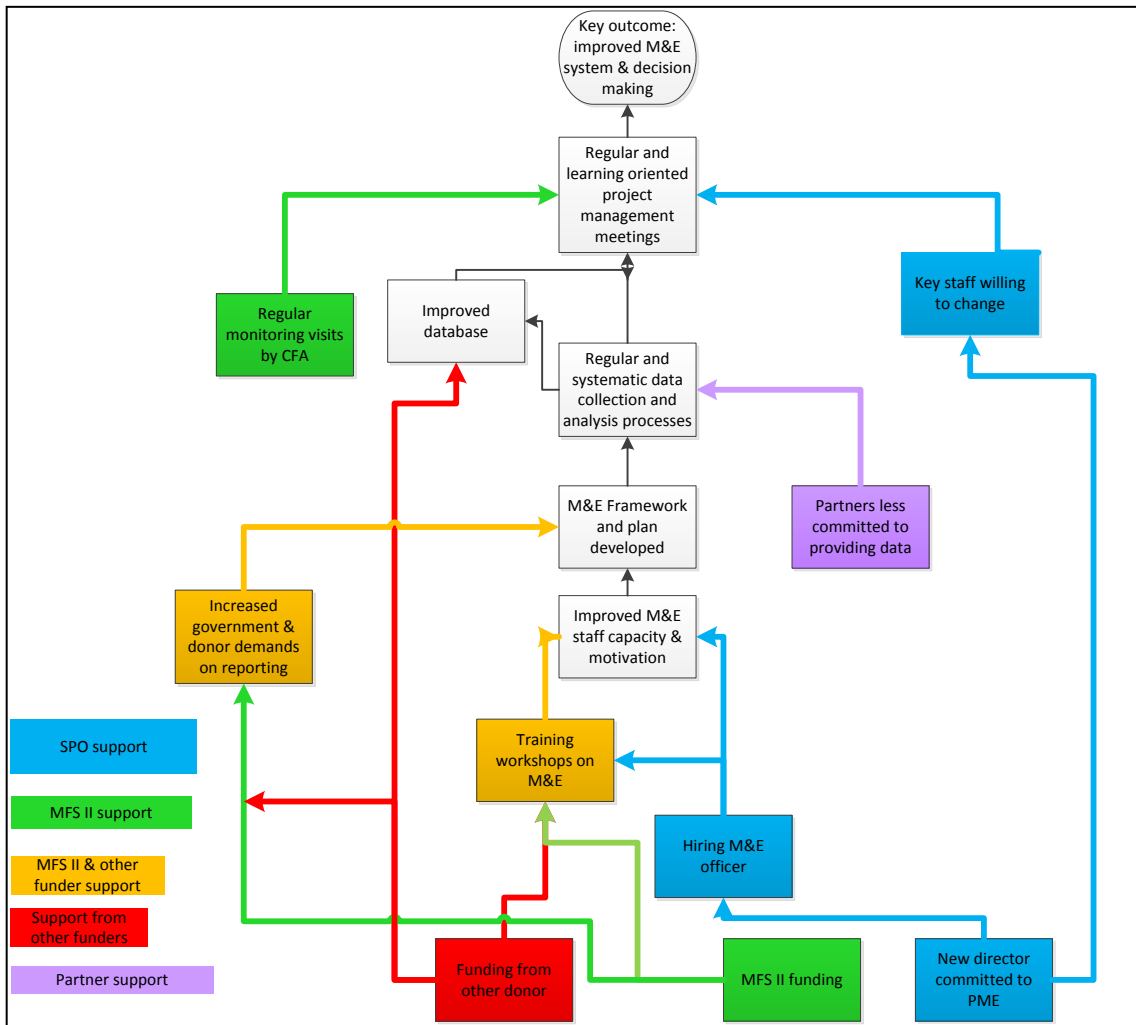 Key outcome:
improved M&E
system & decision
making
Regular and
learning oriented
project
management
meetings
Regular
monitoring visits
by CFA
Improved
database
Key staff willing
to change
Regular and
systematic data
collection and
analysis processes
M&E Framework
and plan
developed
Partners less
committed to
providing data
Increased
government &
donor demands
on reporting
Improved M&E
staff capacity &
motivation
SPO support
Training
workshops on
M&E
MFS II support
Hiring M&E
officer
MFS II & other
funder support
Support from
other funders
Partner support
Funding from
other donor
MFS II funding
New director
committed to
PME